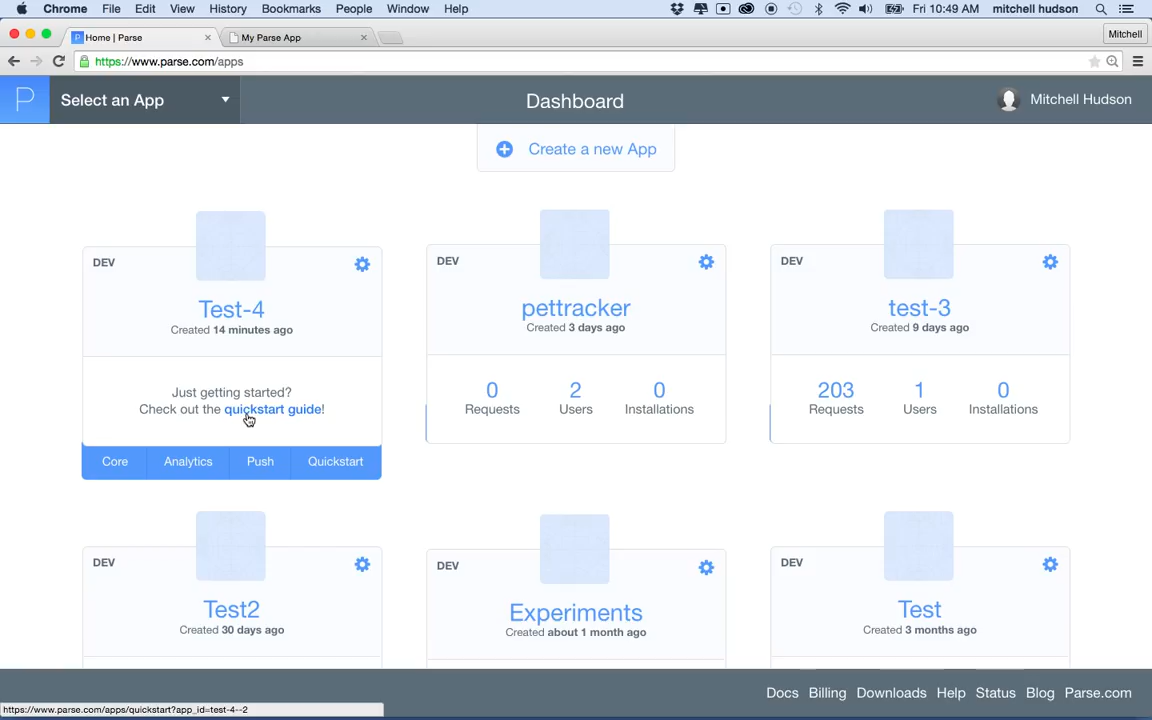 Chrome File Edit View History Bookmarks People Window Help Fri 10:49 AM mitchell hudson
Home | Parse My Parse App Mitchell
https://www.parse.com/apps
P Select an App Dashboard Mitchell Hudson
Create a new App
DEV
Test-4
Created 14 minutes ago
Just getting started?
Check out the quickstart guide!
Core Analytics Push Quickstart
DEV
pettracker
Created 3 days ago
0 2 0
Requests Users Installations
DEV
test-3
Created 9 days ago
203 1 0
Requests Users Installations
DEV
Test2
Created 30 days ago
DEV
Experiments
Created about 1 month ago
DEV
Test
Created 3 months ago
Docs Billing Downloads Help Status Blog Parse.com
https://www.parse.com/apps/quickstart?app_id=test-4--2